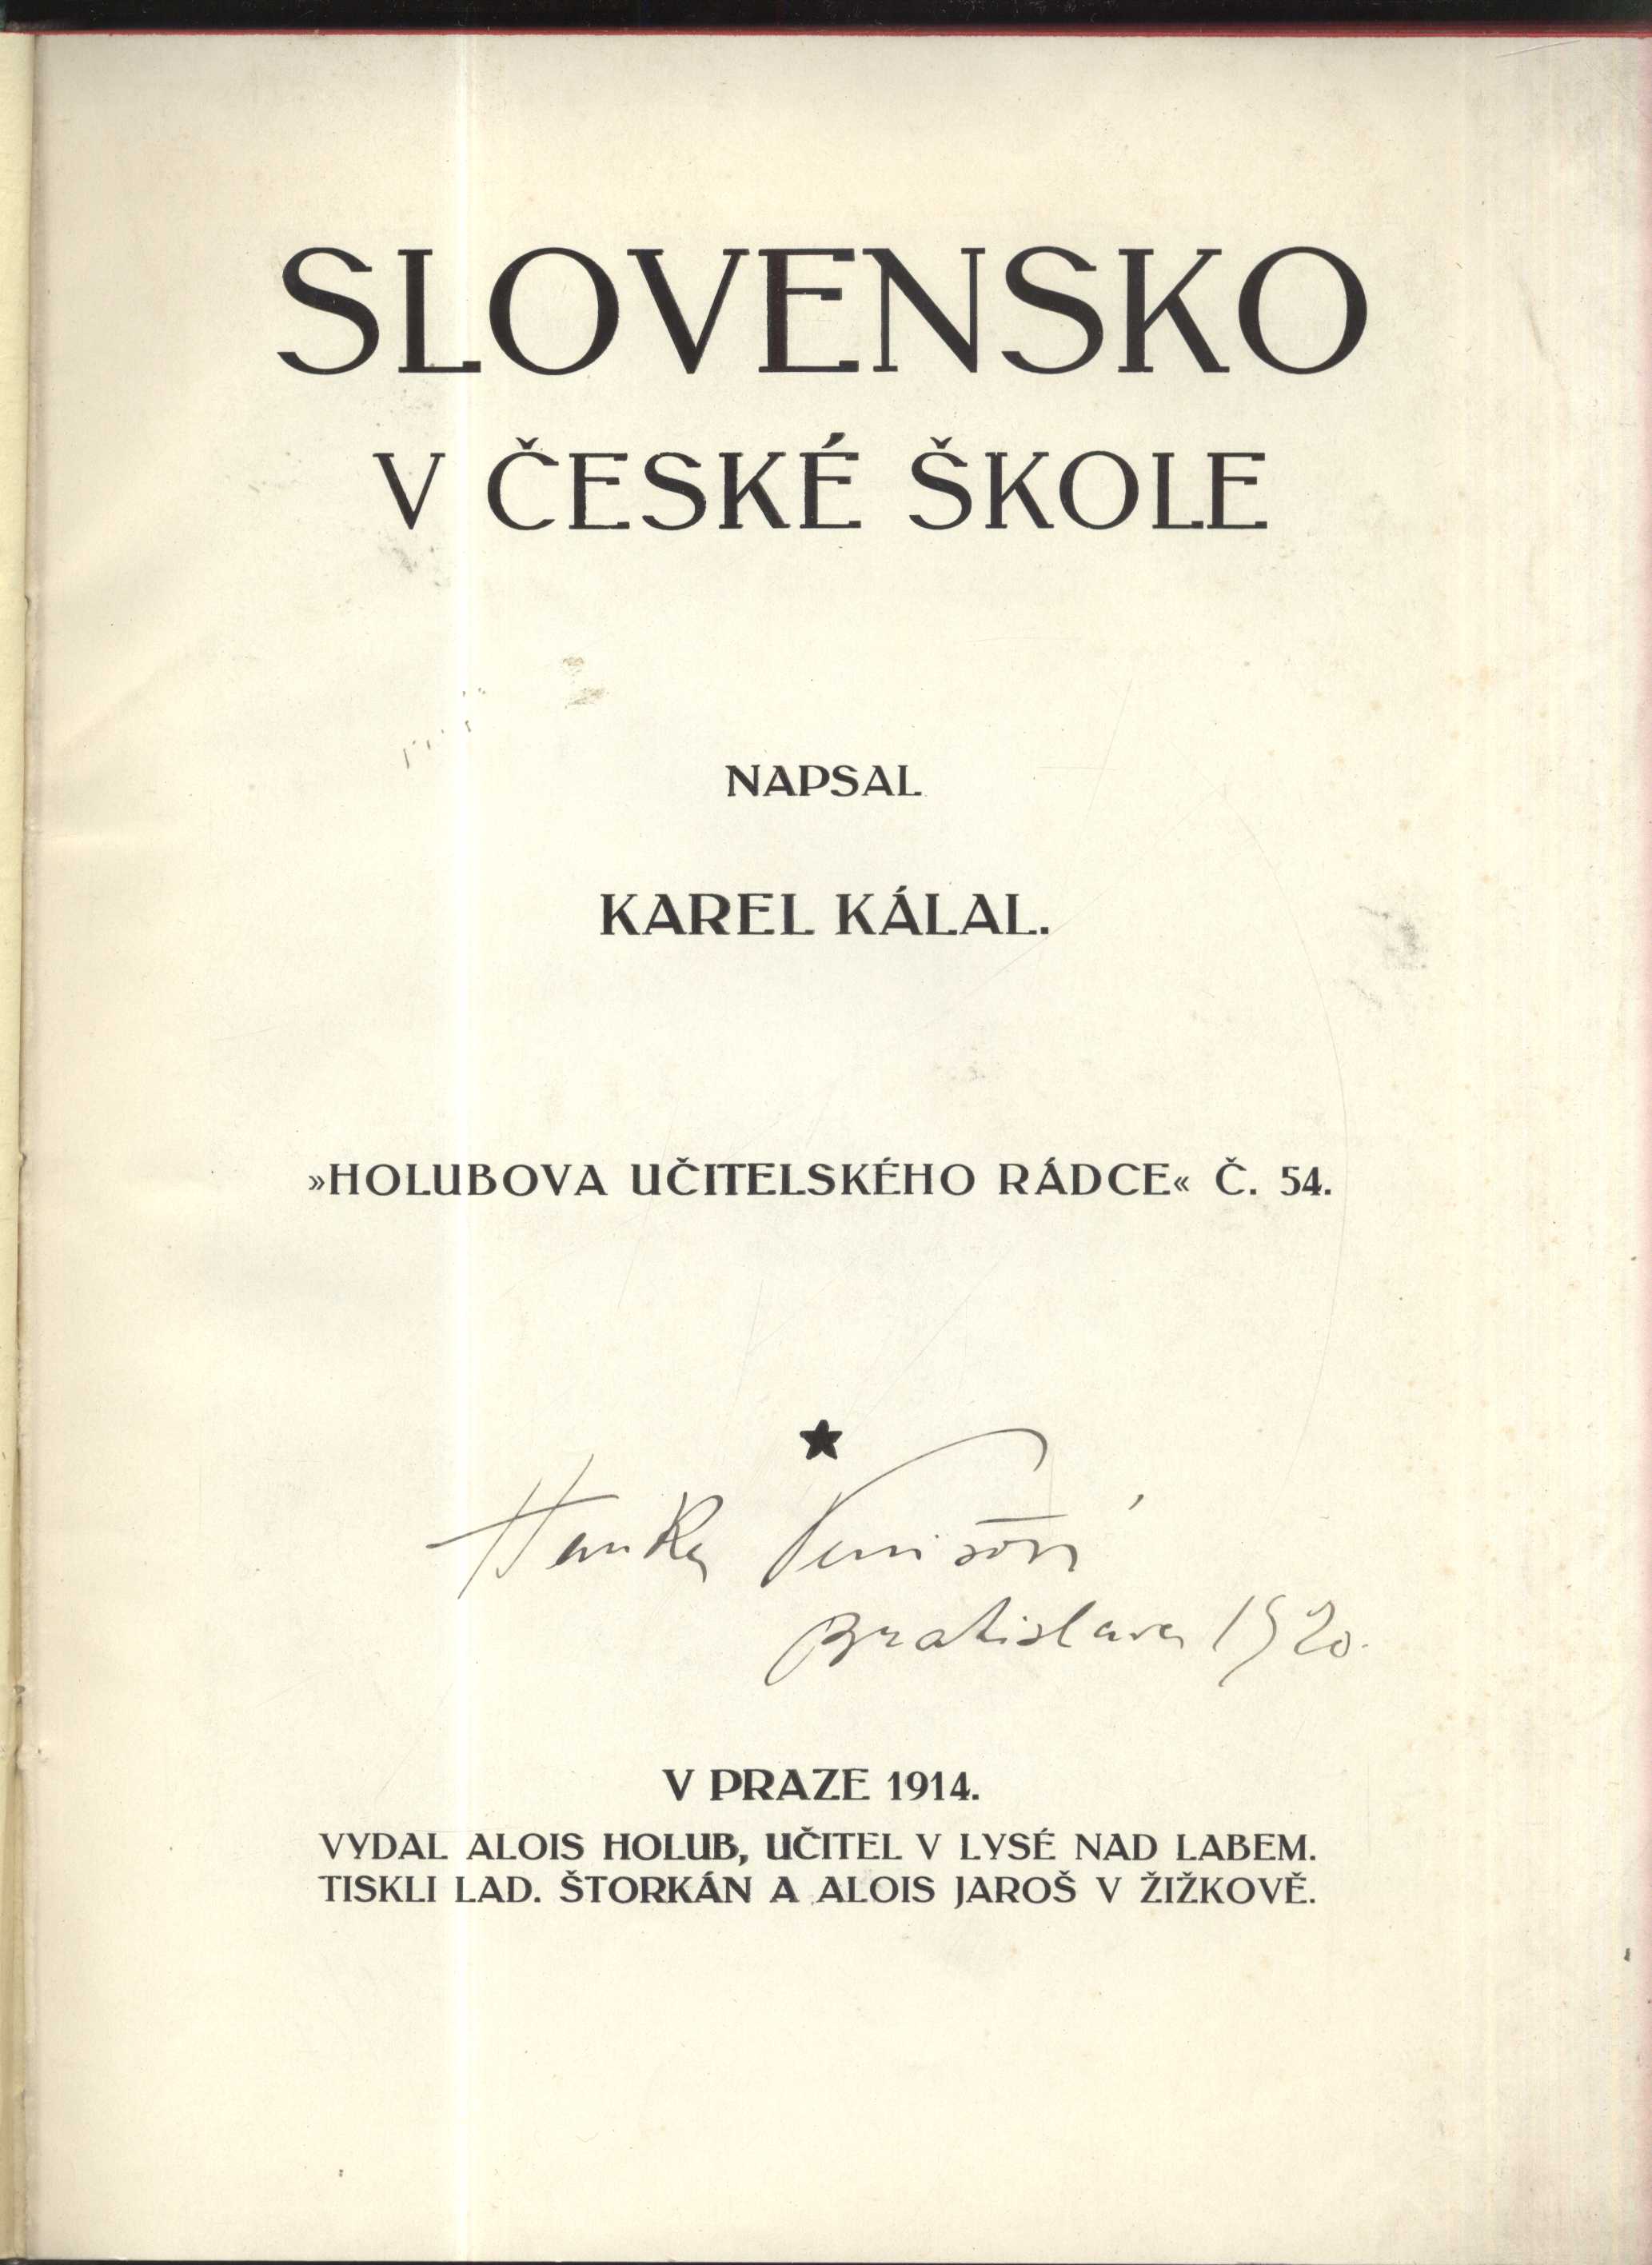 SLOVENSKO
V ČESKÉ ŠKOLE
NAPSAL
KAREL KÁLAL.
»HOLUBOVA UČITELSKÉHO RÁDCE« Č. 54.
Hanka
Bratislava 1920.
V PRAZE 1914.
VYDAL ALOIS HOLUB, UČITEL V LYSÉ NAD LABEM.
TISKLI LAD. ŠTORKÁN A ALOIS JAROŠ V ŽIŽKOVĚ.